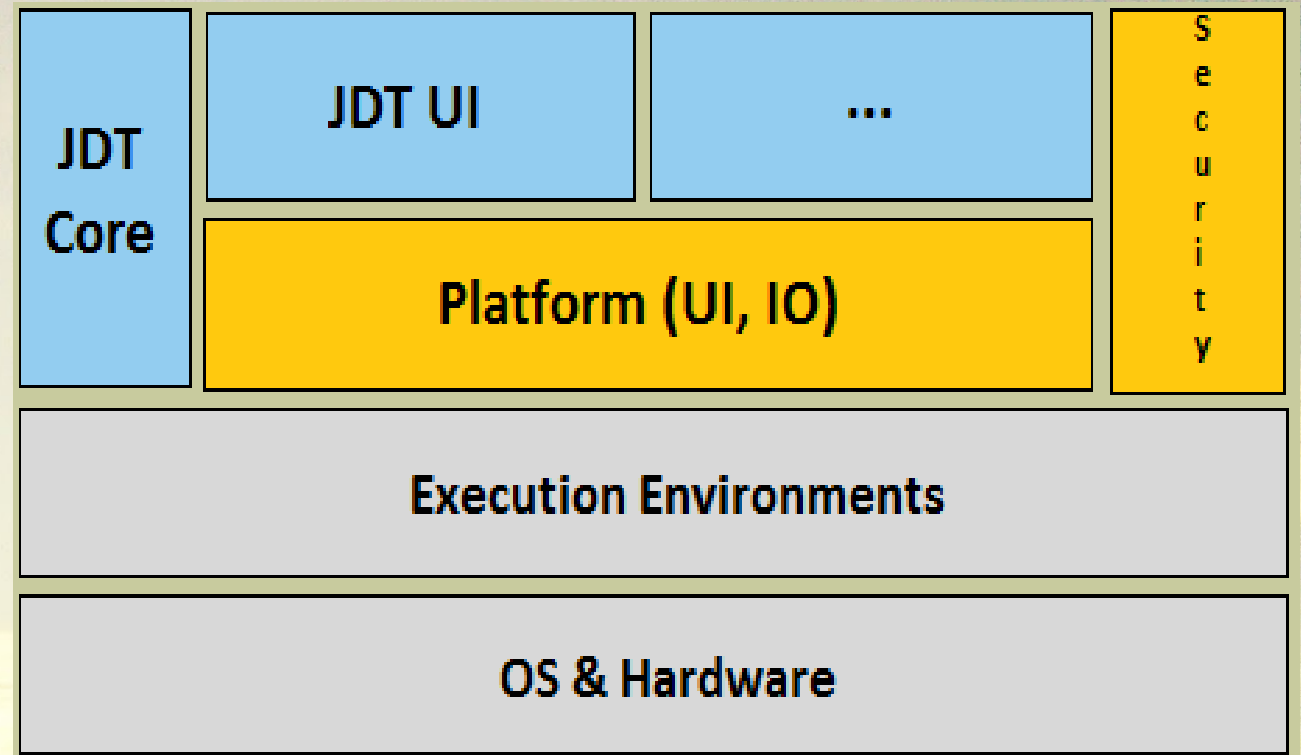 JDT
Core
JDT UI
...
S
e
c
u
r
i
t
y
Platform (UI, IO)
Execution Environments
OS & Hardware